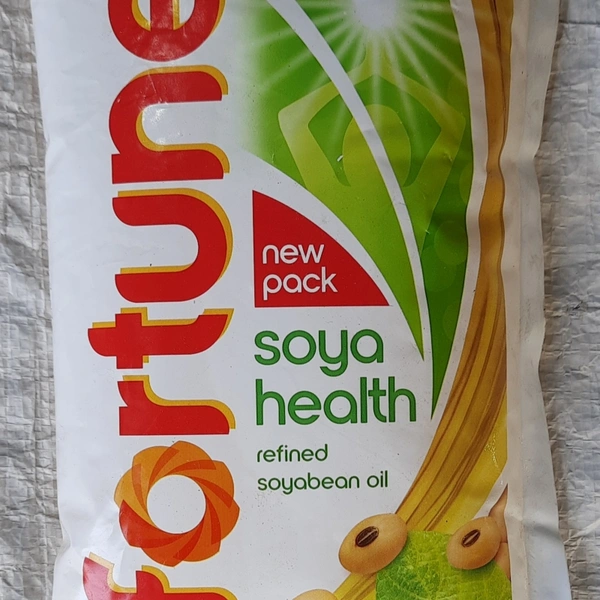 fortune
new
pack
soya
health
refined
soyabean oil